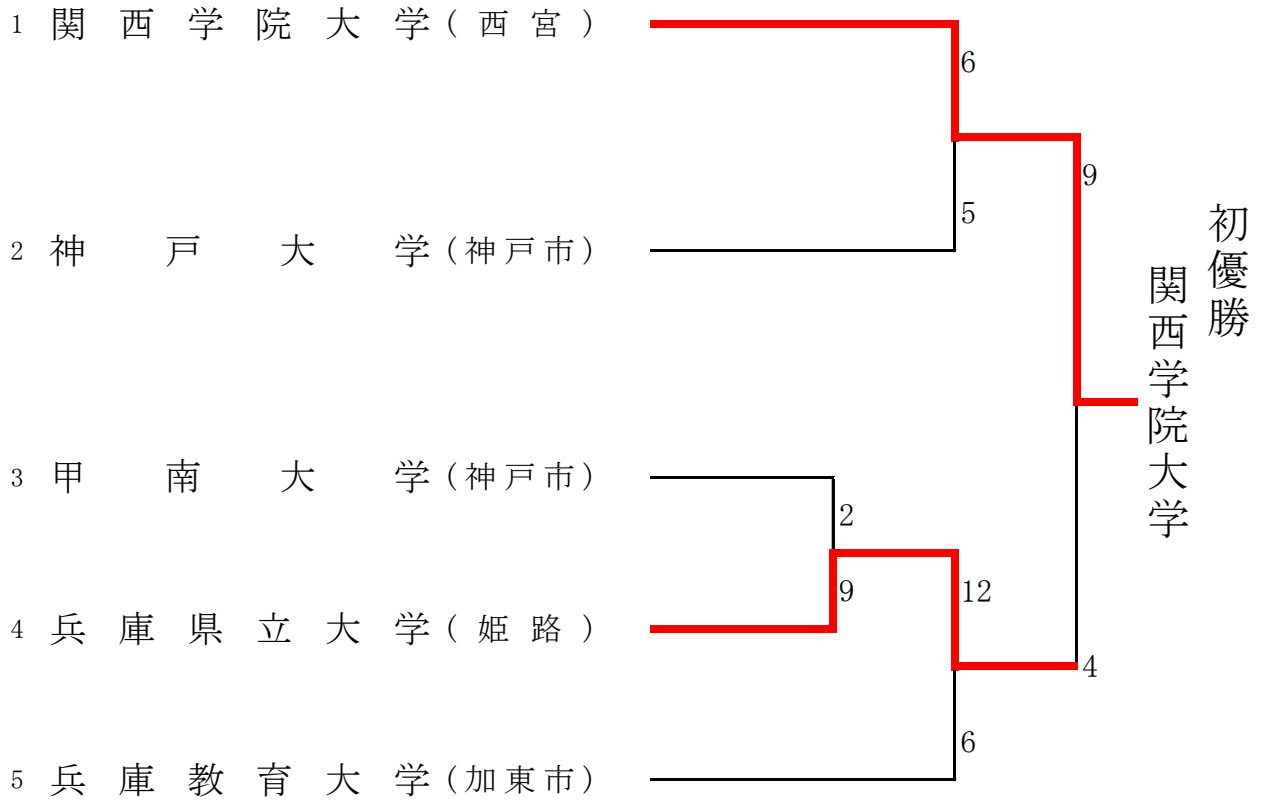 1 関西学院大学(西宮)
6
9
5
2 神戸大学(神戸市)
初優勝
関西学院大学
3 甲南大学(神戸市)
2
9
12
4 兵庫県立大学(姫路)
4
6
5 兵庫教育大学(加東市)